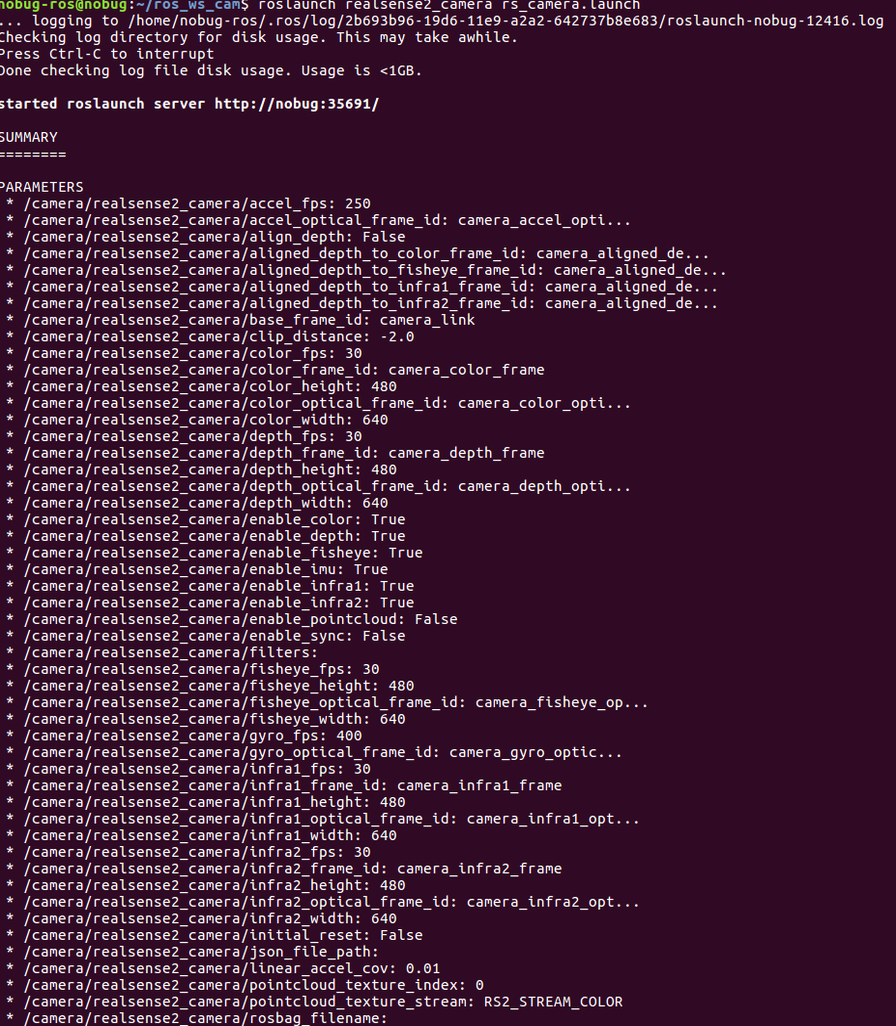 nobug-ros@nobug:~/ros_ws_cam$ roslaunch realsense2_camera rs_camera.launch
... logging to /home/nobug-ros/.ros/log/2b693b96-19d6-11e9-a2a2-642737b8e683/roslaunch-nobug-12416.log
Checking log directory for disk usage. This may take awhile.
Press Ctrl-C to interrupt
Done checking log file disk usage. Usage is <1GB.
started roslaunch server http://nobug:35691/
SUMMARY
========
PARAMETERS
* /camera/realsense2_camera/accel_fps: 250
* /camera/realsense2_camera/accel_optical_frame_id: camera_accel_opti...
* /camera/realsense2_camera/align_depth: False
* /camera/realsense2_camera/aligned_depth_to_color_frame_id: camera_aligned_de...
* /camera/realsense2_camera/aligned_depth_to_fisheye_frame_id: camera_aligned_de...
* /camera/realsense2_camera/aligned_depth_to_infra1_frame_id: camera_aligned_de...
* /camera/realsense2_camera/aligned_depth_to_infra2_frame_id: camera_aligned_de...
* /camera/realsense2_camera/base_frame_id: camera_link
* /camera/realsense2_camera/clip_distance: -2.0
* /camera/realsense2_camera/color_fps: 30
* /camera/realsense2_camera/color_frame_id: camera_color_frame
* /camera/realsense2_camera/color_height: 480
* /camera/realsense2_camera/color_optical_frame_id: camera_color_opti...
* /camera/realsense2_camera/color_width: 640
* /camera/realsense2_camera/depth_fps: 30
* /camera/realsense2_camera/depth_frame_id: camera_depth_frame
* /camera/realsense2_camera/depth_height: 480
* /camera/realsense2_camera/depth_optical_frame_id: camera_depth_opti...
* /camera/realsense2_camera/depth_width: 640
* /camera/realsense2_camera/enable_color: True
* /camera/realsense2_camera/enable_depth: True
* /camera/realsense2_camera/enable_fisheye: True
* /camera/realsense2_camera/enable_imu: True
* /camera/realsense2_camera/enable_infra1: True
* /camera/realsense2_camera/enable_infra2: True
* /camera/realsense2_camera/enable_pointcloud: False
* /camera/realsense2_camera/enable_sync: False
* /camera/realsense2_camera/filters:
* /camera/realsense2_camera/fisheye_fps: 30
* /camera/realsense2_camera/fisheye_height: 480
* /camera/realsense2_camera/fisheye_optical_frame_id: camera_fisheye_op...
* /camera/realsense2_camera/fisheye_width: 640
* /camera/realsense2_camera/gyro_fps: 400
* /camera/realsense2_camera/gyro_optical_frame_id: camera_gyro_optic...
* /camera/realsense2_camera/infra1_fps: 30
* /camera/realsense2_camera/infra1_frame_id: camera_infra1_frame
* /camera/realsense2_camera/infra1_height: 480
* /camera/realsense2_camera/infra1_optical_frame_id: camera_infra1_opt...
* /camera/realsense2_camera/infra1_width: 640
* /camera/realsense2_camera/infra2_fps: 30
* /camera/realsense2_camera/infra2_frame_id: camera_infra2_frame
* /camera/realsense2_camera/infra2_height: 480
* /camera/realsense2_camera/infra2_optical_frame_id: camera_infra2_opt...
* /camera/realsense2_camera/infra2_width: 640
* /camera/realsense2_camera/initial_reset: False
* /camera/realsense2_camera/json_file_path:
* /camera/realsense2_camera/linear_accel_cov: 0.01
* /camera/realsense2_camera/pointcloud_texture_index: 0
* /camera/realsense2_camera/pointcloud_texture_stream: RS2_STREAM_COLOR
* /camera/realsense2_camera/rosbag_filename: